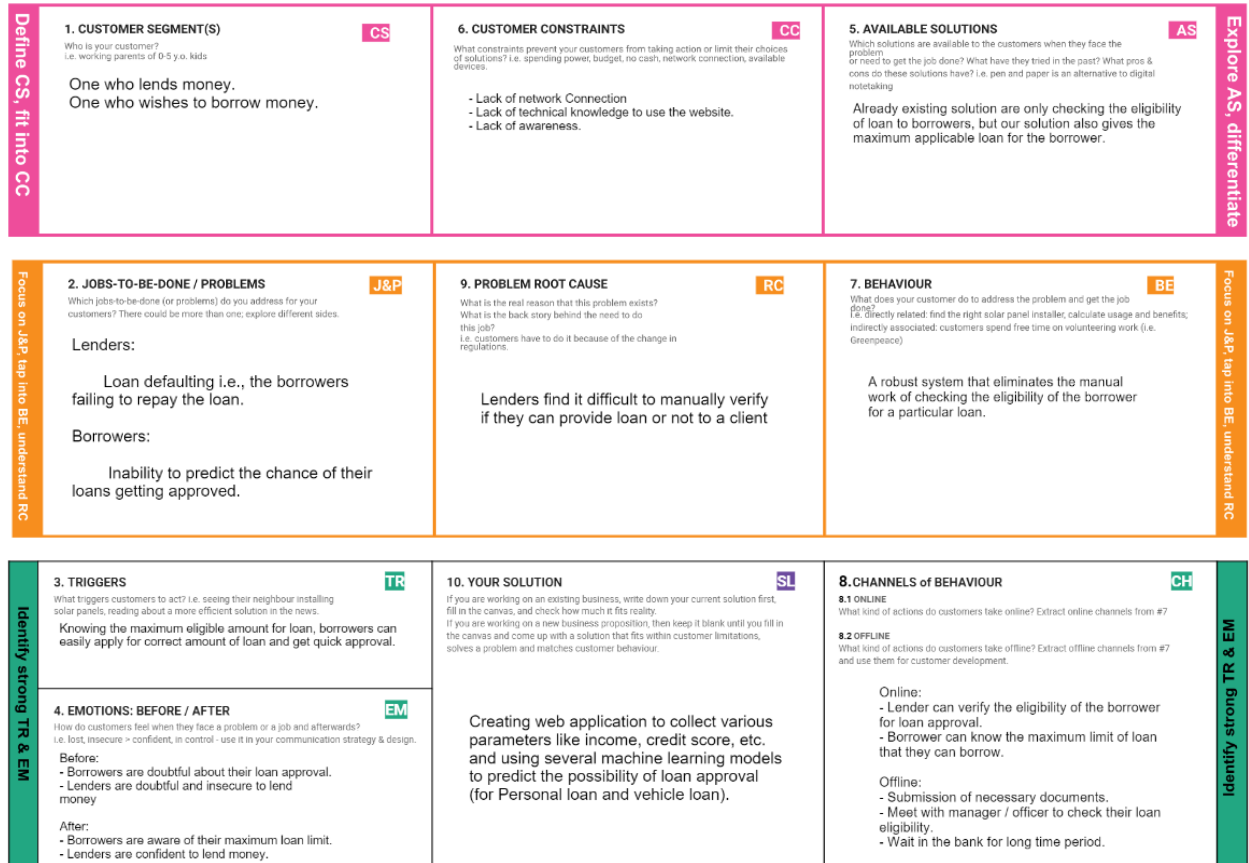 Define CS, fit into CC
1. CUSTOMER SEGMENT(S)
CS
Who is your customer?
i.e. working parents of 0-5 y.o. kids
One who lends money.
One who wishes to borrow money.
6. CUSTOMER CONSTRAINTS
CC
What constraints prevent your customers from taking action or limit their choices
of solutions? i.e. spending power, budget, no cash, network connection, available
devices.
- Lack of network Connection
- Lack of technical knowledge to use the website.
- Lack of awareness.
5. AVAILABLE SOLUTIONS
AS
Which solutions are available to the customers when they face the
problem
or need to get the job done? What have they tried in the past? What pros &
cons do these solutions have? i.e. pen and paper is an alternative to digital
notetaking
Already existing solution are only checking the eligibility
of loan to borrowers, but our solution also gives the
maximum applicable loan for the borrower.
Explore AS, differentiate
Focus on J&P, tap into BE, understand RC
2. JOBS-TO-BE-DONE / PROBLEMS
J&P
Which jobs-to-be-done (or problems) do you address for your
customers? There could be more than one; explore different sides.
Lenders:
Loan defaulting i.e., the borrowers
failing to repay the loan.
Borrowers:
Inability to predict the chance of their
loans getting approved.
9. PROBLEM ROOT CAUSE
RC
What is the real reason that this problem exists?
What is the back story behind the need to do
this job?
i.e. customers have to do it because of the change in
regulations.
Lenders find it difficult to manually verify
if they can provide loan or not to a client
7. BEHAVIOUR
BE
What does your customer do to address the problem and get the job
done?
i.e. directly related: find the right solar panel installer, calculate usage and benefits;
indirectly associated: customers spend free time on volunteering work (i.e.
Greenpeace)
A robust system that eliminates the manual
work of checking the eligibility of the borrower
for a particular loan.
Focus on J&P, tap into BE, understand RC
Identify strong TR & EM
3. TRIGGERS
TR
What triggers customers to act? i.e. seeing their neighbour installing
solar panels, reading about a more efficient solution in the news.
Knowing the maximum eligible amount for loan, borrowers can
easily apply for correct amount of loan and get quick approval.
4. EMOTIONS: BEFORE / AFTER
EM
How do customers feel when they face a problem or a job and afterwards?
i.e. lost, insecure > confident, in control - use it in your communication strategy & design.
Before:
- Borrowers are doubtful about their loan approval.
- Lenders are doubtful and insecure to lend
money
After:
- Borrowers are aware of their maximum loan limit.
- Lenders are confident to lend money.
10. YOUR SOLUTION
SL
If you are working on an existing business, write down your current solution first,
fill in the canvas, and check how much it fits reality.
If you are working on a new business proposition, then keep it blank until you fill in
the canvas and come up with a solution that fits within customer limitations,
solves a problem and matches customer behaviour.
Creating web application to collect various
parameters like income, credit score, etc.
and using several machine learning models
to predict the possibility of loan approval
(for Personal loan and vehicle loan).
8.CHANNELS of BEHAVIOUR
CH
8.1 ONLINE
What kind of actions do customers take online? Extract online channels from #7
8.2 OFFLINE
What kind of actions do customers take offline? Extract offline channels from #7
and use them for customer development.
Online:
- Lender can verify the eligibility of the borrower
for loan approval.
- Borrower can know the maximum limit of loan
that they can borrow.
Offline:
- Submission of necessary documents.
- Meet with manager / officer to check their loan
eligibility.
- Wait in the bank for long time period.
Identify strong TR & EM